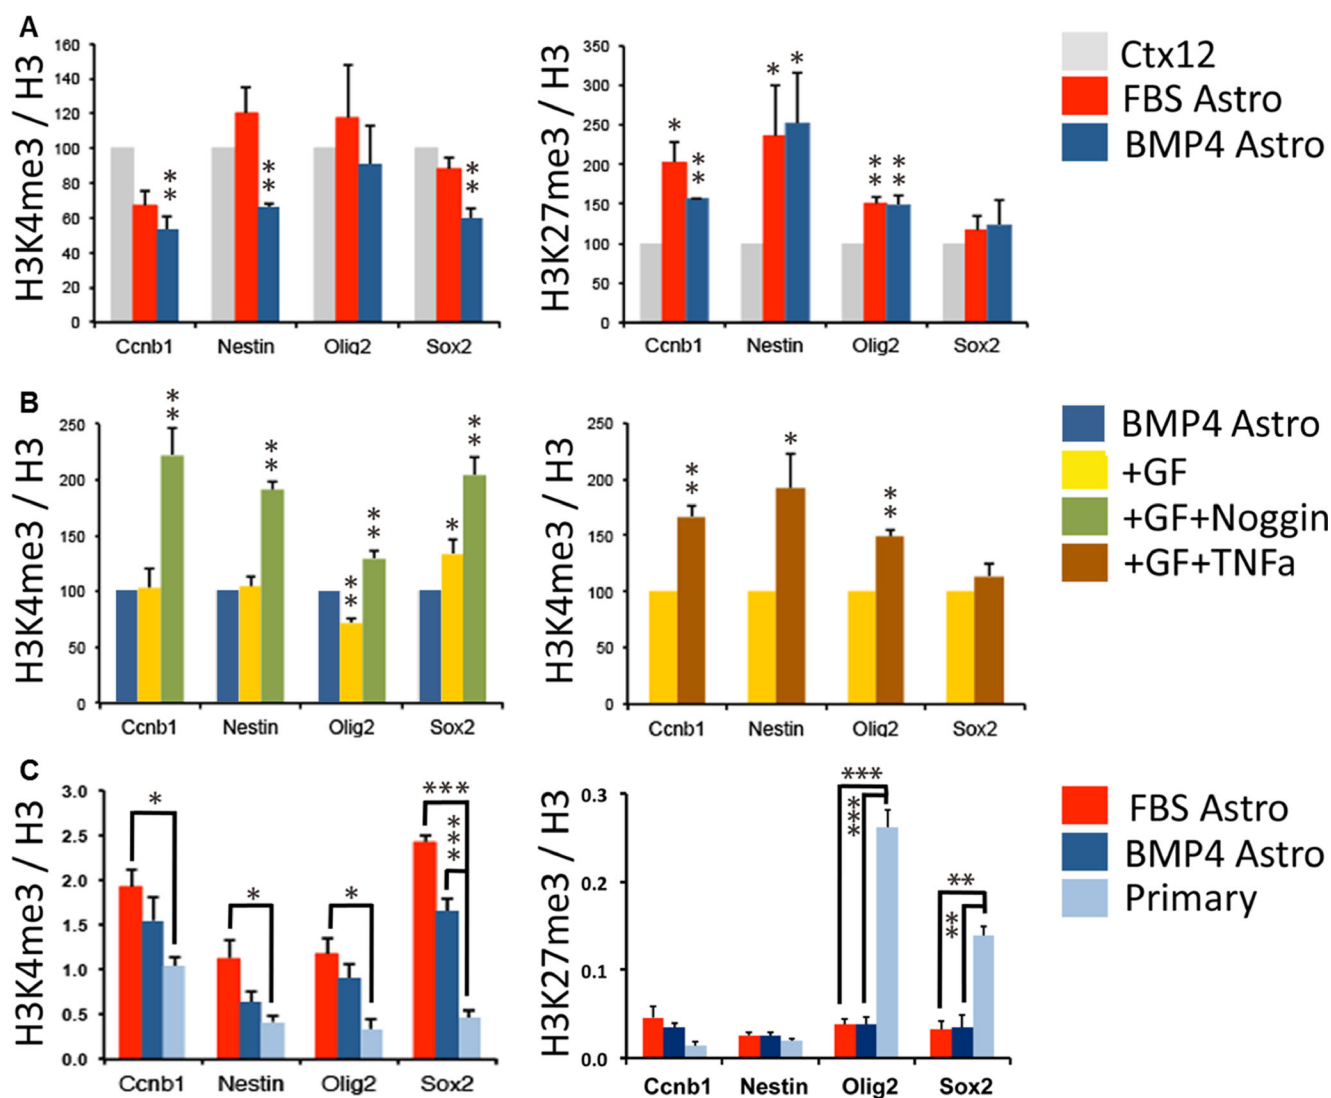 A
H3K4me3 / H3
160
140
120
100
80
60
40
20
0
**
**
**
Ccnb1 Nestin Olig2 Sox2
H3K27me3 / H3
350
300
250
200
150
100
50
0
* ** * * ** **
Ccnb1 Nestin Olig2 Sox2
Ctx12
FBS Astro
BMP4 Astro
B
H3K4me3 / H3
250
200
150
100
50
0
** ** ** ** * **
Ccnb1 Nestin Olig2 Sox2
H3K4me3 / H3
250
200
150
100
50
0
** * **
Ccnb1 Nestin Olig2 Sox2
BMP4 Astro
+GF
+GF+Noggin
+GF+TNFa
C
H3K4me3 / H3
3.0
2.5
2.0
1.5
1.0
0.5
0.0
* * * *** ***
Ccnb1 Nestin Olig2 Sox2
H3K27me3 / H3
0.3
0.2
0.1
0.0
*** *** ** **
Ccnb1 Nestin Olig2 Sox2
FBS Astro
BMP4 Astro
Primary